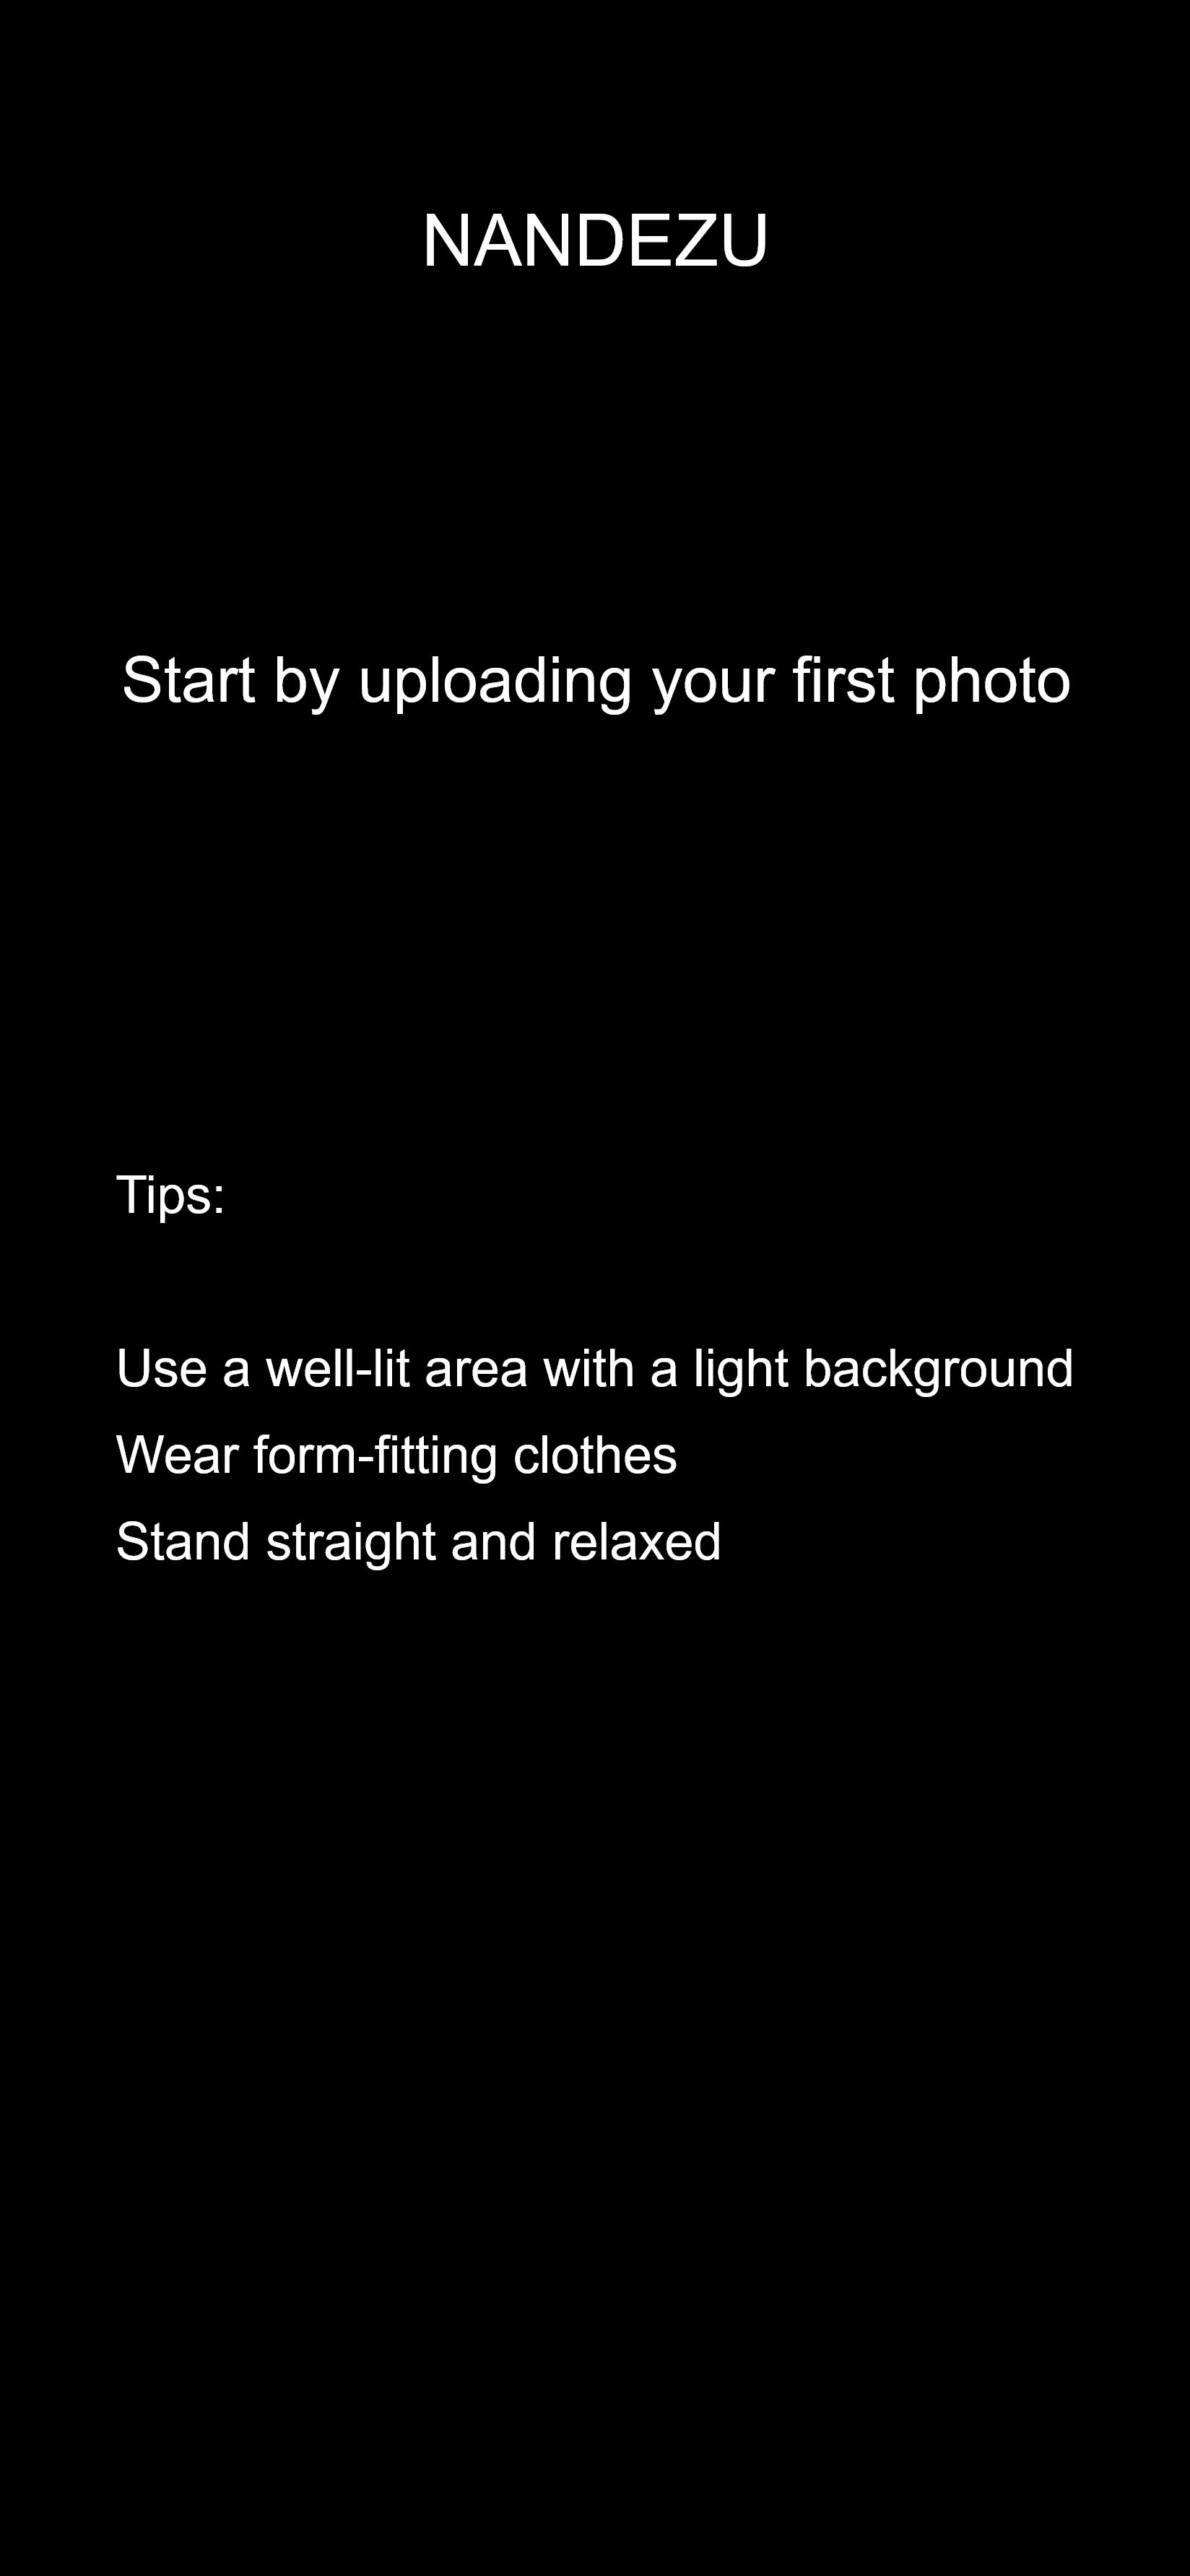 NANDEZU
Start by uploading your first photo
Tips:
Use a well-lit area with a light background
Wear form-fitting clothes
Stand straight and relaxed